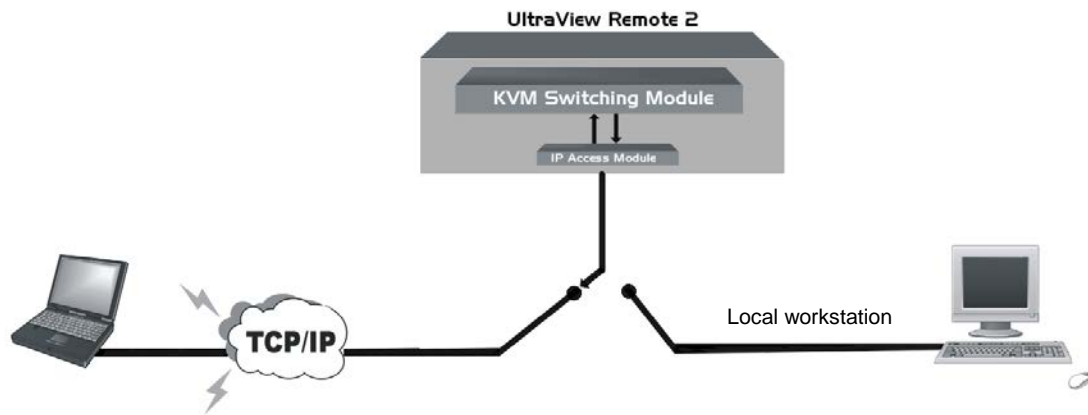 UltraView Remote 2
KVM Switching Module
IP Access Module
TCP/IP
Local workstation